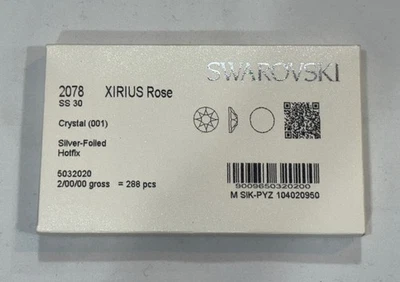 SWAROVSKI
2078 XIRIUS Rose
SS 30
Crystal (001)
Silver-Foiled
Hotfix
5032020
2/00/00 gross = 288 pcs
9009650320200
M SIK-PYZ 104020950